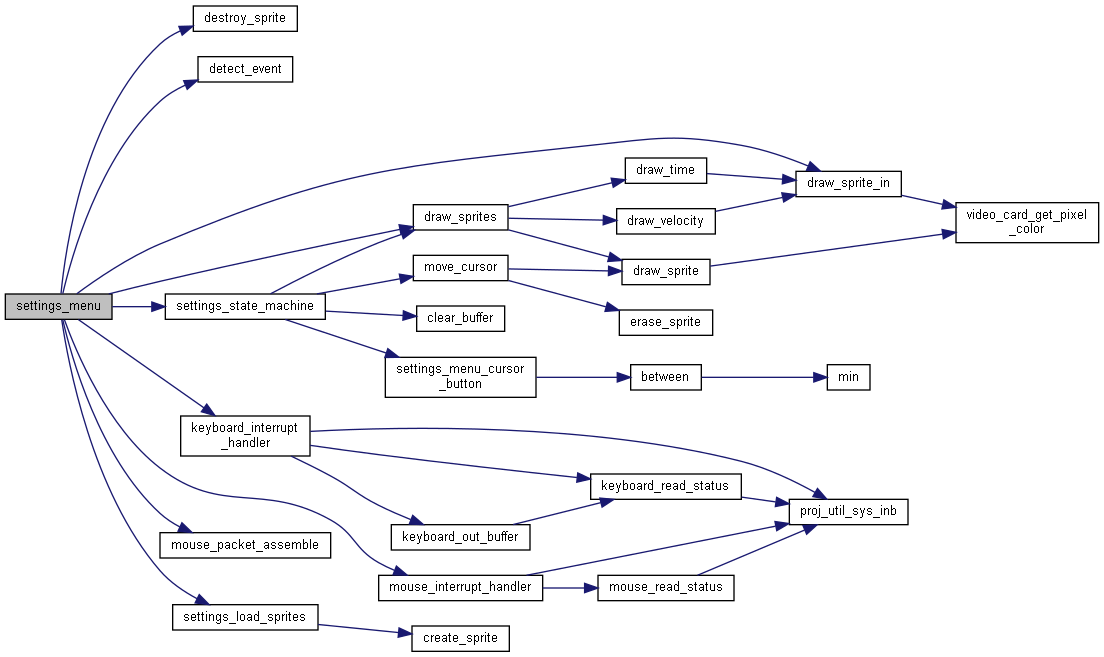 destroy_sprite
detect_event
draw_time
draw_sprite_in
draw_sprites
draw_velocity
video_card_get_pixel
_color
move_cursor
draw_sprite
settings_menu
settings_state_machine
clear_buffer
erase_sprite
settings_menu_cursor
_button
between
min
keyboard_interrupt
_handler
keyboard_read_status
proj_util_sys_inb
keyboard_out_buffer
mouse_packet_assemble
mouse_interrupt_handler
mouse_read_status
settings_load_sprites
create_sprite